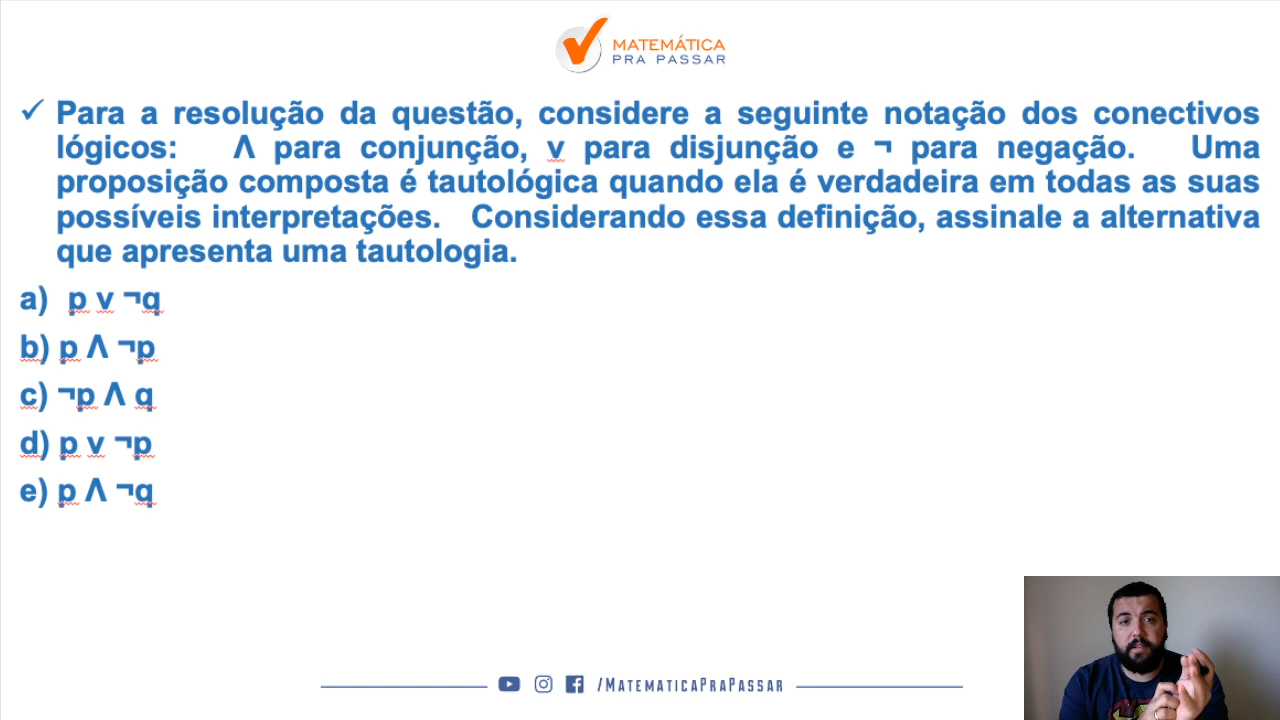 MATEMÁTICA
PRA PASSAR
✓ Para a resolução da questão, considere a seguinte notação dos conectivos
lógicos: Λ para conjunção, v para disjunção e ¬ para negação. Uma
proposição composta é tautológica quando ela é verdadeira em todas as suas
possíveis interpretações. Considerando essa definição, assinale a alternativa
que apresenta uma tautologia.
a) p v ¬q
b) p Λ ¬p
c) ¬p Λ q
d) p v ¬p
e) p Λ ¬q
/MATEMATICAPRAPASSAR